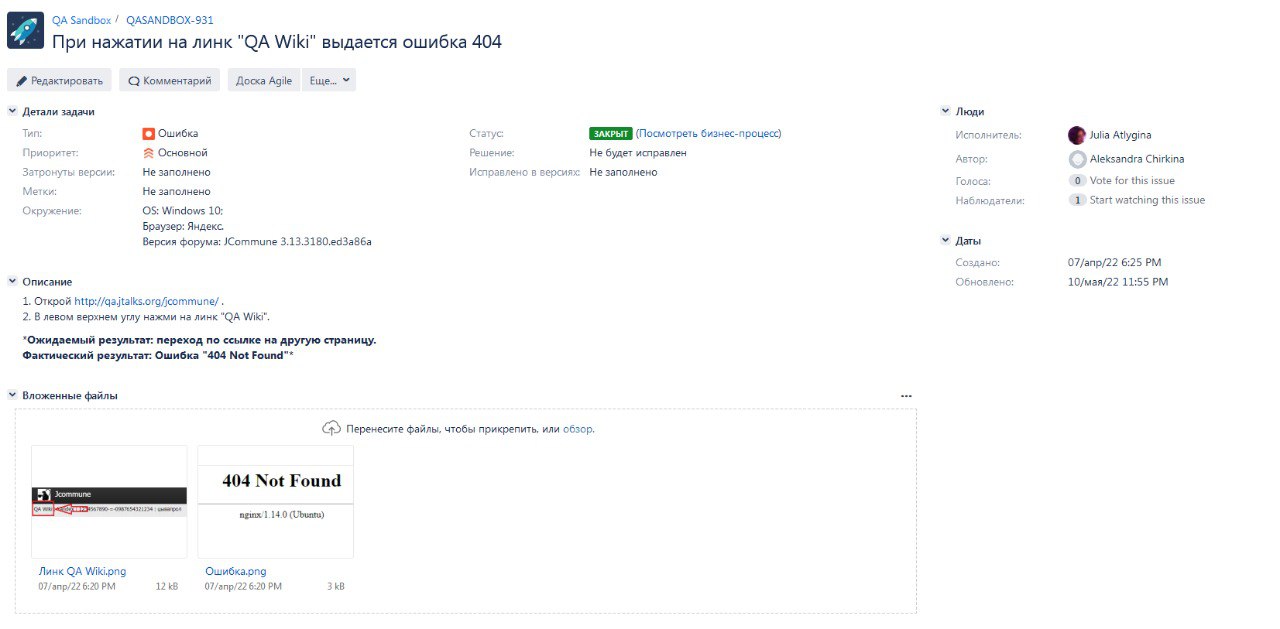 QA Sandbox / QASANDBOX-931
При нажатии на линк "QA Wiki" выдается ошибка 404
Редактировать Комментарий Доска Agile Еще...
Детали задачи
Тип: Ошибка
Приоритет: Основной
Затронуты версии: Не заполнено
Метки: Не заполнено
Окружение: OS: Windows 10;
Браузер: Яндекс.
Версия форума: JCommune 3.13.3180.ed3a86a
Статус: ЗАКРЫТ (Посмотреть бизнес-процесс)
Решение: Не будет исправлен
Исправлено в версиях: Не заполнено
Описание
1. Открой http://qa.jtalks.org/jcommune/ .
2. В левом верхнем углу нажми на линк "QA Wiki".
*Ожидаемый результат: переход по ссылке на другую страницу.
Фактический результат: Ошибка "404 Not Found"*
Вложенные файлы
Перенесите файлы, чтобы прикрепить, или обзор.
Jcommune
QA Wiki
404 Not Found
nginx/1.14.0 (Ubuntu)
Линк QA Wiki.png
07/апр/22 6:20 PM 12 kB
Ошибка.png
07/апр/22 6:20 PM 3 kB
Люди
Исполнитель: Julia Atlygina
Автор: Aleksandra Chirkina
Голоса: 0 Vote for this issue
Наблюдатели: 1 Start watching this issue
Даты
Создано: 07/апр/22 6:25 PM
Обновлено: 10/мая/22 11:55 PM